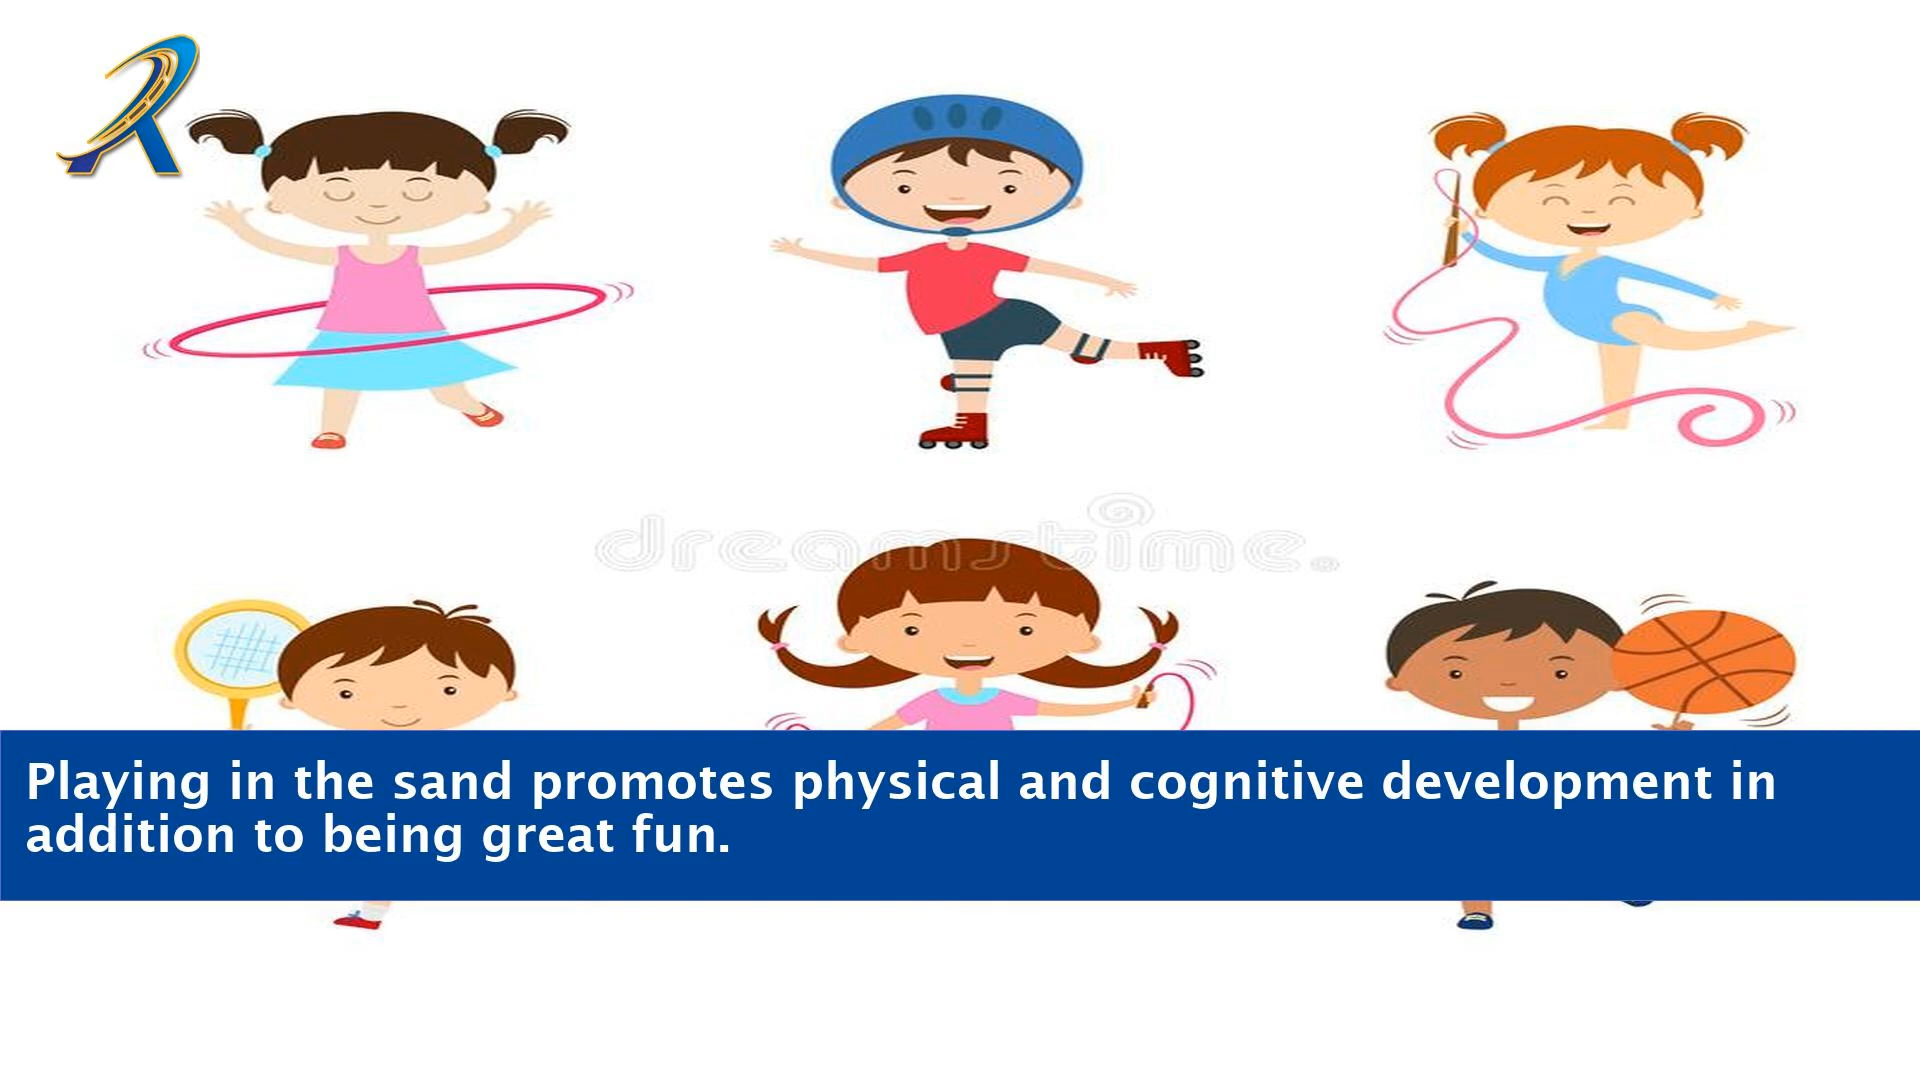 dreamstime.
Playing in the sand promotes physical and cognitive development in
addition to being great fun.